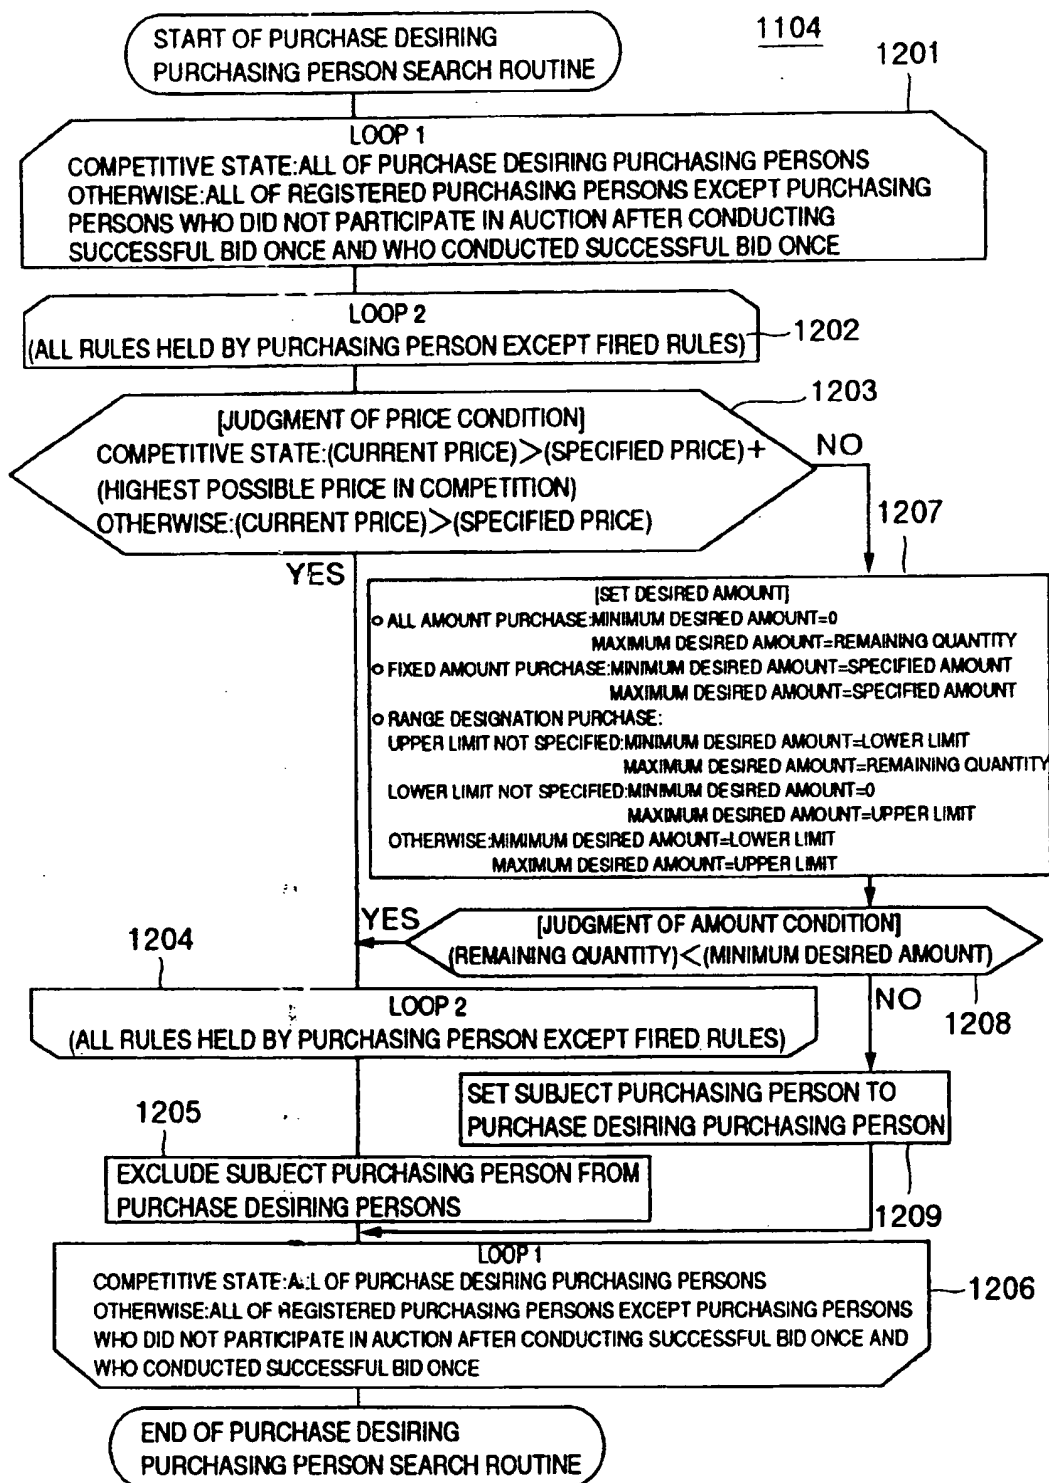 START OF PURCHASE DESIRING
PURCHASING PERSON SEARCH ROUTINE
1104
1201
LOOP 1
COMPETITIVE STATE:ALL OF PURCHASE DESIRING PURCHASING PERSONS
OTHERWISE:ALL OF REGISTERED PURCHASING PERSONS EXCEPT PURCHASING
PERSONS WHO DID NOT PARTICIPATE IN AUCTION AFTER CONDUCTING
SUCCESSFUL BID ONCE AND WHO CONDUCTED SUCCESSFUL BID ONCE
LOOP 2
(ALL RULES HELD BY PURCHASING PERSON EXCEPT FIRED RULES)
1202
1203
[JUDGMENT OF PRICE CONDITION]
COMPETITIVE STATE:(CURRENT PRICE)>(SPECIFIED PRICE)+
(HIGHEST POSSIBLE PRICE IN COMPETITION)
OTHERWISE:(CURRENT PRICE)>(SPECIFIED PRICE)
NO
YES
1207
[SET DESIRED AMOUNT]
○ ALL AMOUNT PURCHASE:MINIMUM DESIRED AMOUNT=0
MAXIMUM DESIRED AMOUNT=REMAINING QUANTITY
○ FIXED AMOUNT PURCHASE:MINIMUM DESIRED AMOUNT=SPECIFIED AMOUNT
MAXIMUM DESIRED AMOUNT=SPECIFIED AMOUNT
○ RANGE DESIGNATION PURCHASE:
UPPER LIMIT NOT SPECIFIED:MINIMUM DESIRED AMOUNT=LOWER LIMIT
MAXIMUM DESIRED AMOUNT=REMAINING QUANTITY
LOWER LIMIT NOT SPECIFIED:MINIMUM DESIRED AMOUNT=0
MAXIMUM DESIRED AMOUNT=UPPER LIMIT
OTHERWISE:MIMIMUM DESIRED AMOUNT=LOWER LIMIT
MAXIMUM DESIRED AMOUNT=UPPER LIMIT
YES
[JUDGMENT OF AMOUNT CONDITION]
(REMAINING QUANTITY)<(MINIMUM DESIRED AMOUNT)
1208
NO
1204
LOOP 2
(ALL RULES HELD BY PURCHASING PERSON EXCEPT FIRED RULES)
SET SUBJECT PURCHASING PERSON TO
PURCHASE DESIRING PURCHASING PERSON
1209
1205
EXCLUDE SUBJECT PURCHASING PERSON FROM
PURCHASE DESIRING PERSONS
LOOP 1
COMPETITIVE STATE:ALL OF PURCHASE DESIRING PURCHASING PERSONS
OTHERWISE:ALL OF REGISTERED PURCHASING PERSONS EXCEPT PURCHASING PERSONS
WHO DID NOT PARTICIPATE IN AUCTION AFTER CONDUCTING SUCCESSFUL BID ONCE AND
WHO CONDUCTED SUCCESSFUL BID ONCE
1206
END OF PURCHASE DESIRING
PURCHASING PERSON SEARCH ROUTINE